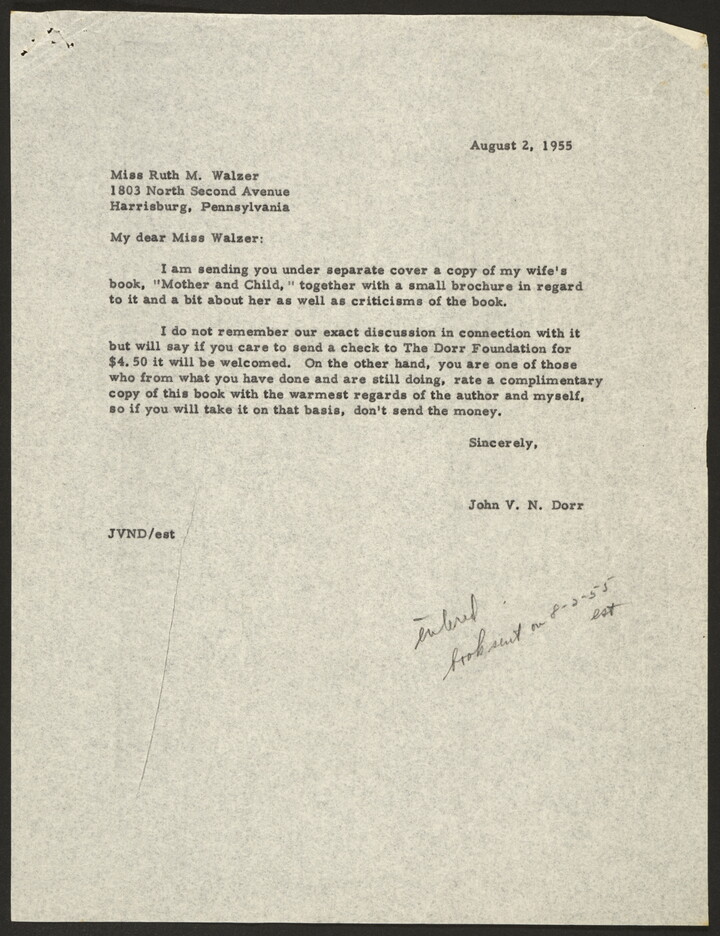 August 2, 1955
Miss Ruth M. Walzer
1803 North Second Avenue
Harrisburg, Pennsylvania
My dear Miss Walzer:
I am sending you under separate cover a copy of my wife's
book, "Mother and Child," together with a small brochure in regard
to it and a bit about her as well as criticisms of the book.
I do not remember our exact discussion in connection with it
but will say if you care to send a check to The Dorr Foundation for
$4.50 it will be welcomed. On the other hand, you are one of those
who from what you have done and are still doing, rate a complimentary
copy of this book with the warmest regards of the author and myself,
so if you will take it on that basis, don't send the money.
Sincerely,
John V. N. Dorr
JVND/est
entered
book sent on 8-2-55
est